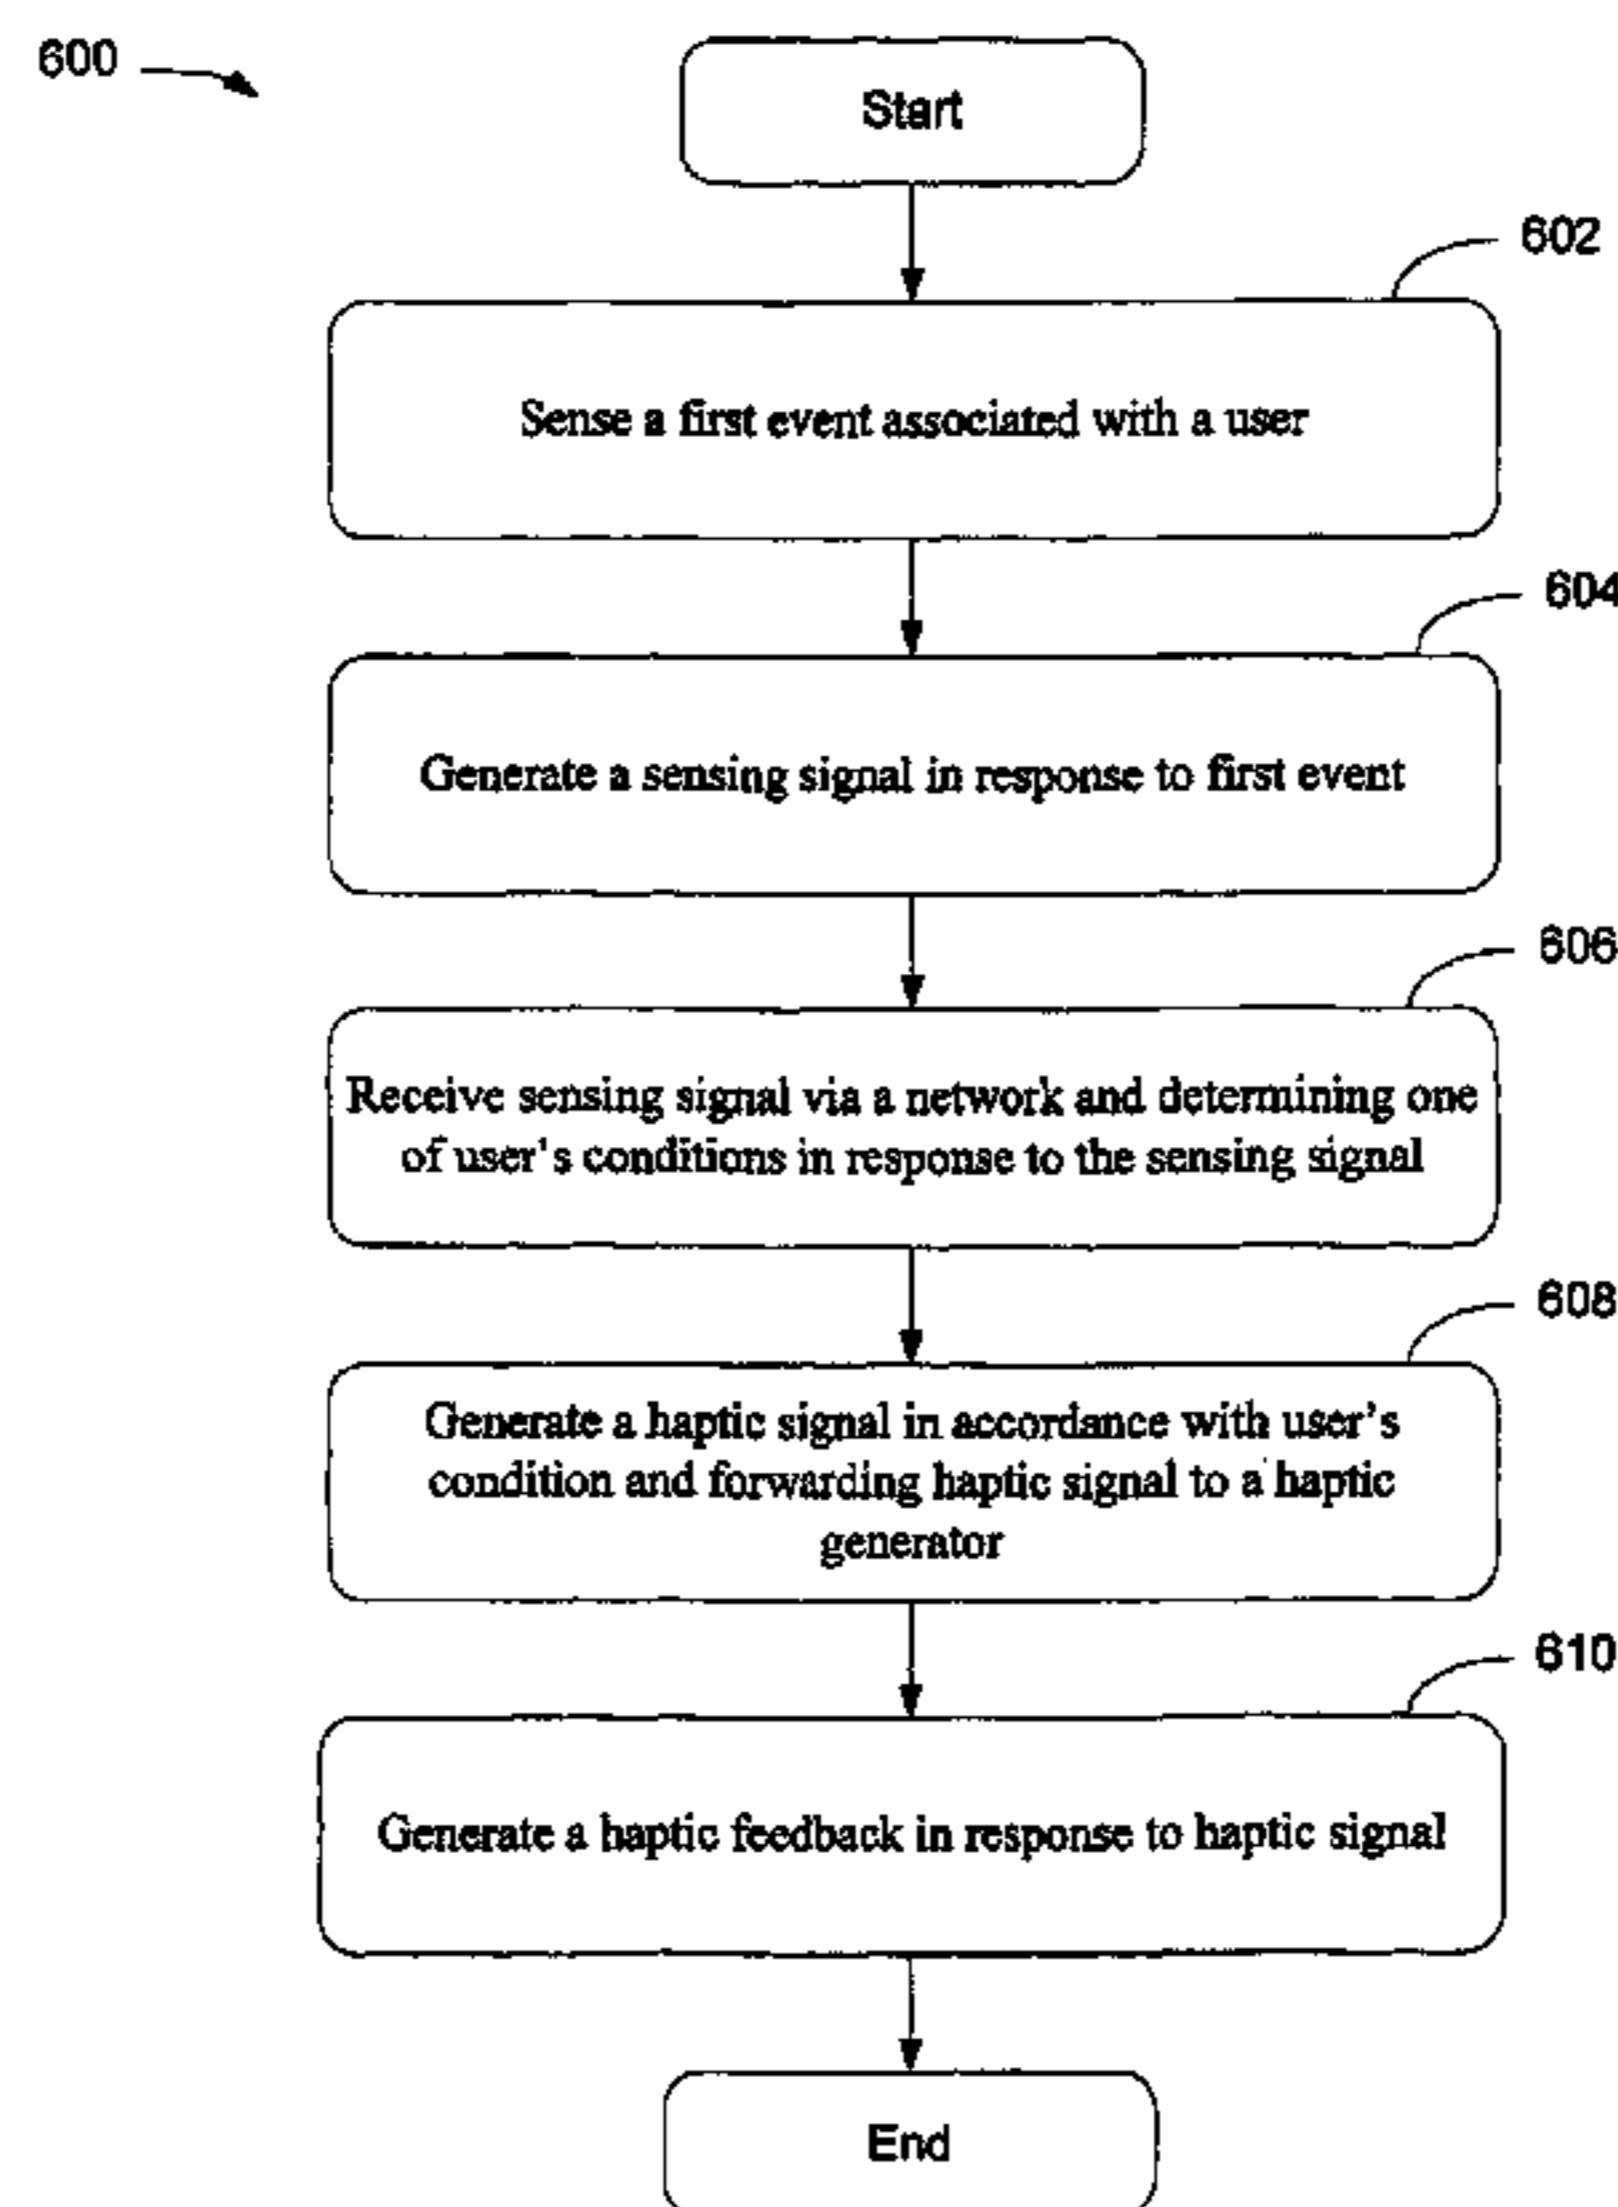 600
Start
602
Sense a first event associated with a user
604
Generate a sensing signal in response to first event
606
Receive sensing signal via a network and determining one
of user's conditions in response to the sensing signal
608
Generate a haptic signal in accordance with user's
condition and forwarding haptic signal to a haptic
generator
610
Generate a haptic feedback in response to haptic signal
End